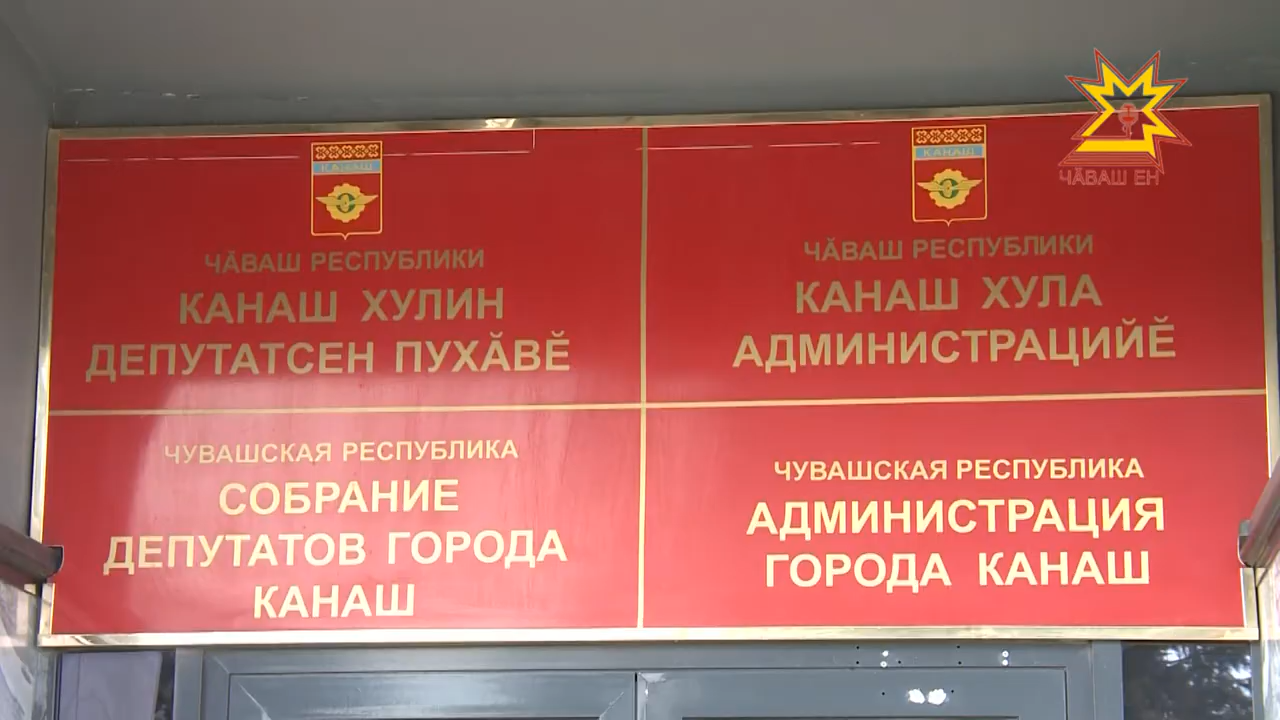 ЧӐВАШ ЕН
КАНАШ
ЧӐВАШ РЕСПУБЛИКИ
КАНАШ ХУЛИН
ДЕПУТАТСЕН ПУХӐВӖ
КАНАШ
ЧӐВАШ РЕСПУБЛИКИ
КАНАШ ХУЛА
АДМИНИСТРАЦИЙӖ
ЧУВАШСКАЯ РЕСПУБЛИКА
СОБРАНИЕ
ДЕПУТАТОВ ГОРОДА
КАНАШ
ЧУВАШСКАЯ РЕСПУБЛИКА
АДМИНИСТРАЦИЯ
ГОРОДА КАНАШ